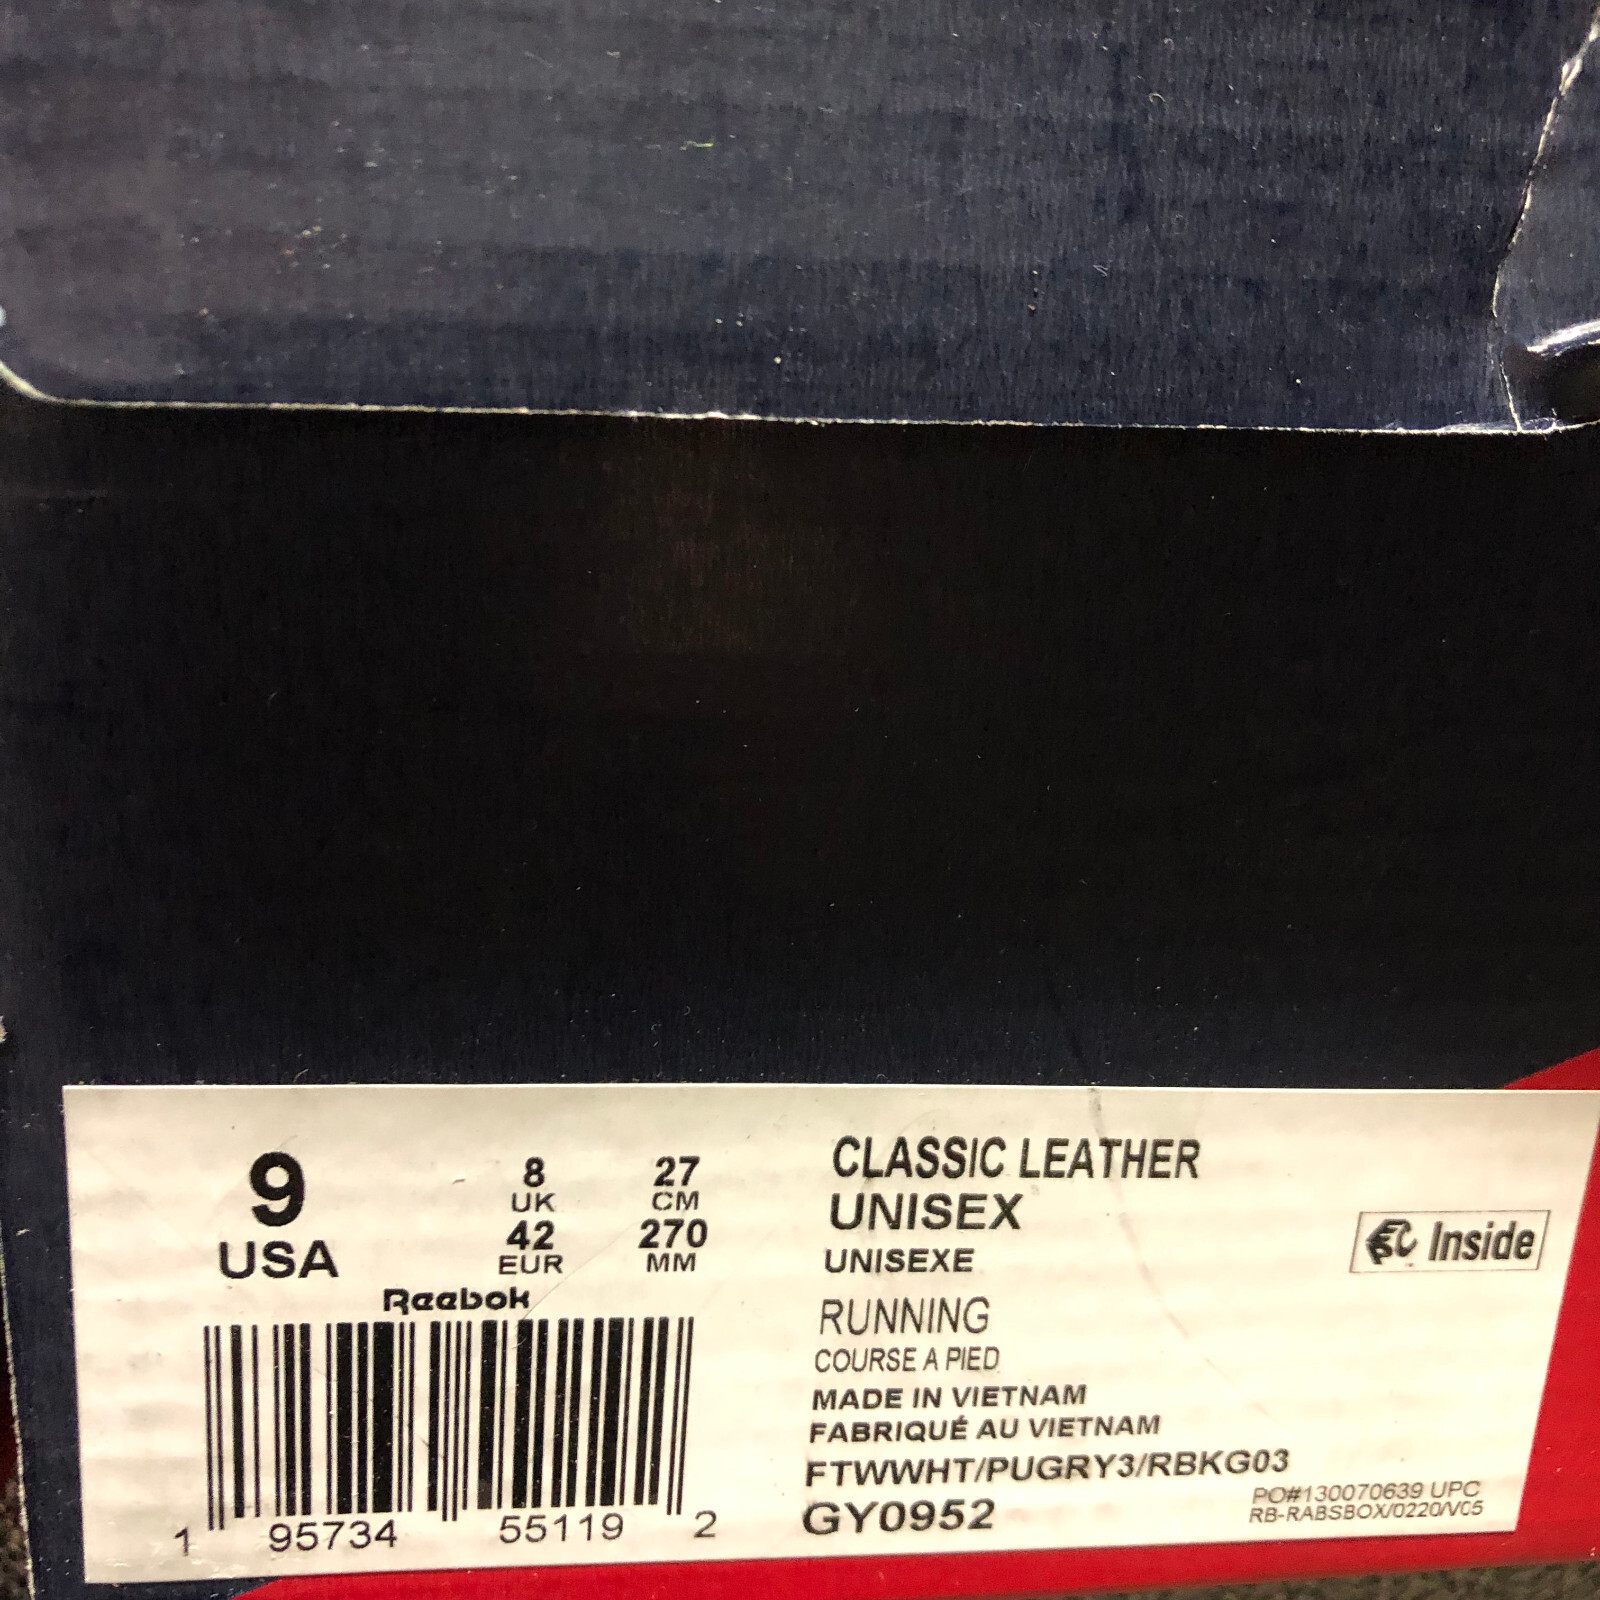 9
USA
8
UK
42
EUR
27
CM
270
MM
Reebok
1 95734 55119 2
CLASSIC LEATHER
UNISEX
UNISEXE
RUNNING
COURSE A PIED
MADE IN VIETNAM
FABRIQUÉ AU VIETNAM
FTWWHT/PUGRY3/RBKG03
GY0952
Inside
PO#130070639 UPC
RB-RABSBOX/0220/V05